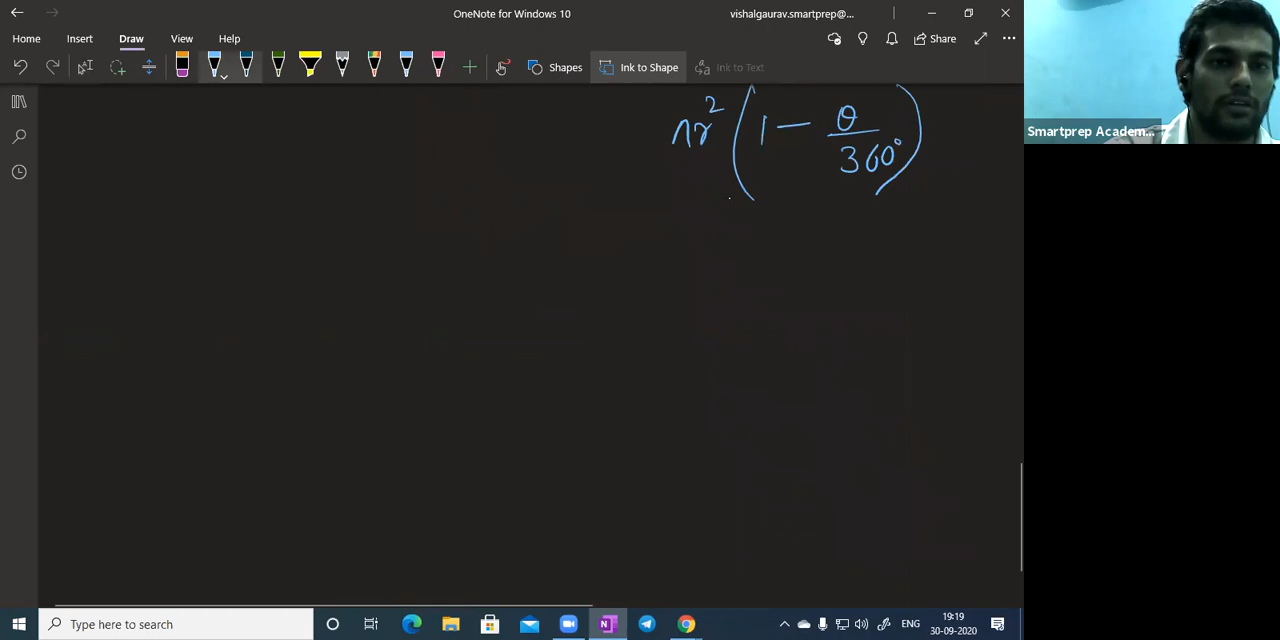 OneNote for Windows 10
vishalgaurav.smartprep@...
Home Insert Draw View Help
Share
Shapes
Ink to Shape
Ink to Text
πr²(1 - θ/360°)
Smartprep Academ...
Type here to search
N
ENG
19:19
30-09-2020